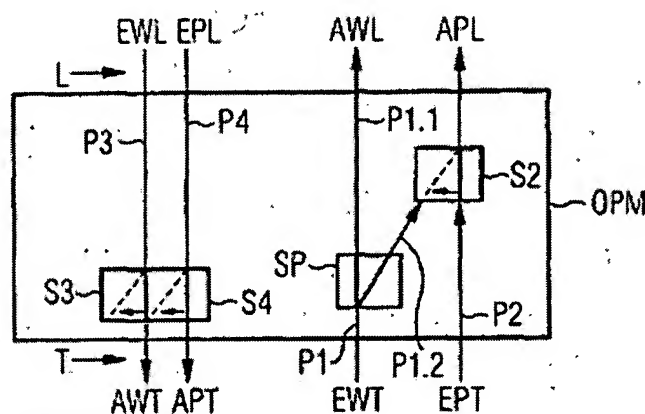 EWL EPL AWL APL
L
P3 P4 P1.1
S2
OPM
SP
S3 S4
P2
T P1 P1.2
AWT APT EWT EPT